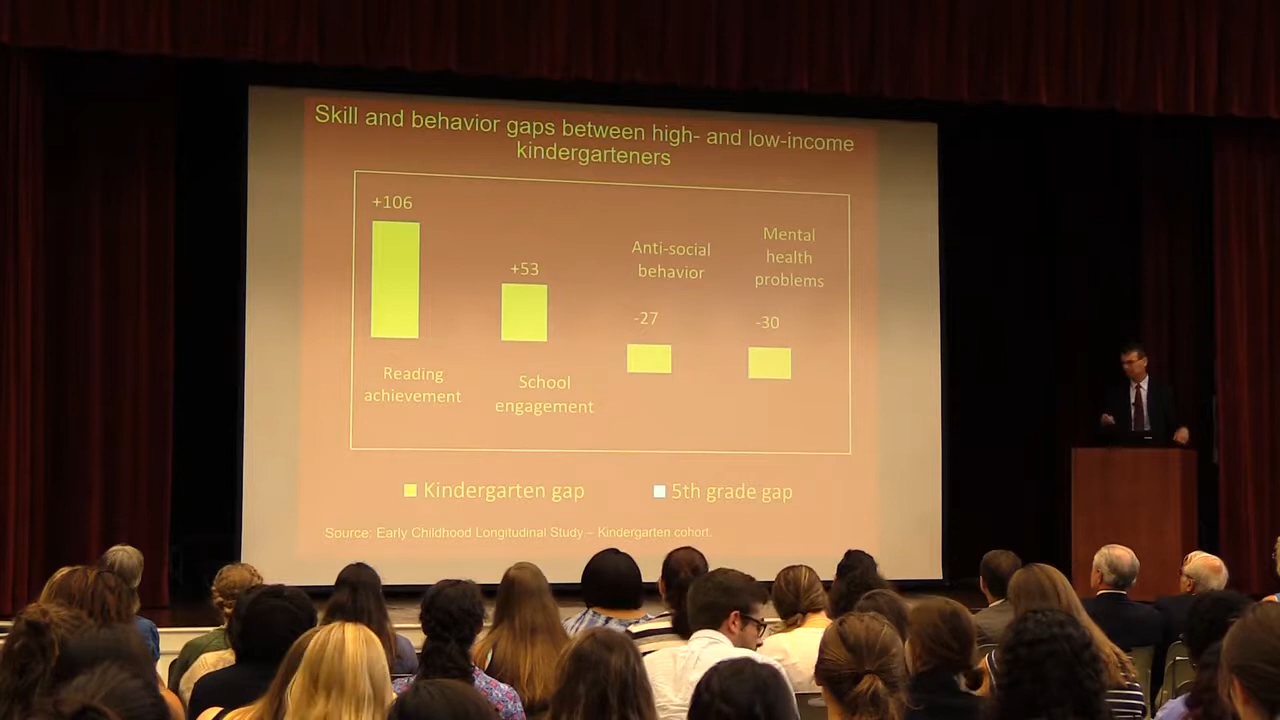 Skill and behavior gaps between high- and low-income
kindergarteners
+106
+53
Anti-social
behavior
Mental
health
problems
-27
-30
Reading
achievement
School
engagement
Kindergarten gap
5th grade gap
Source: Early Childhood Longitudinal Study – Kindergarten cohort.